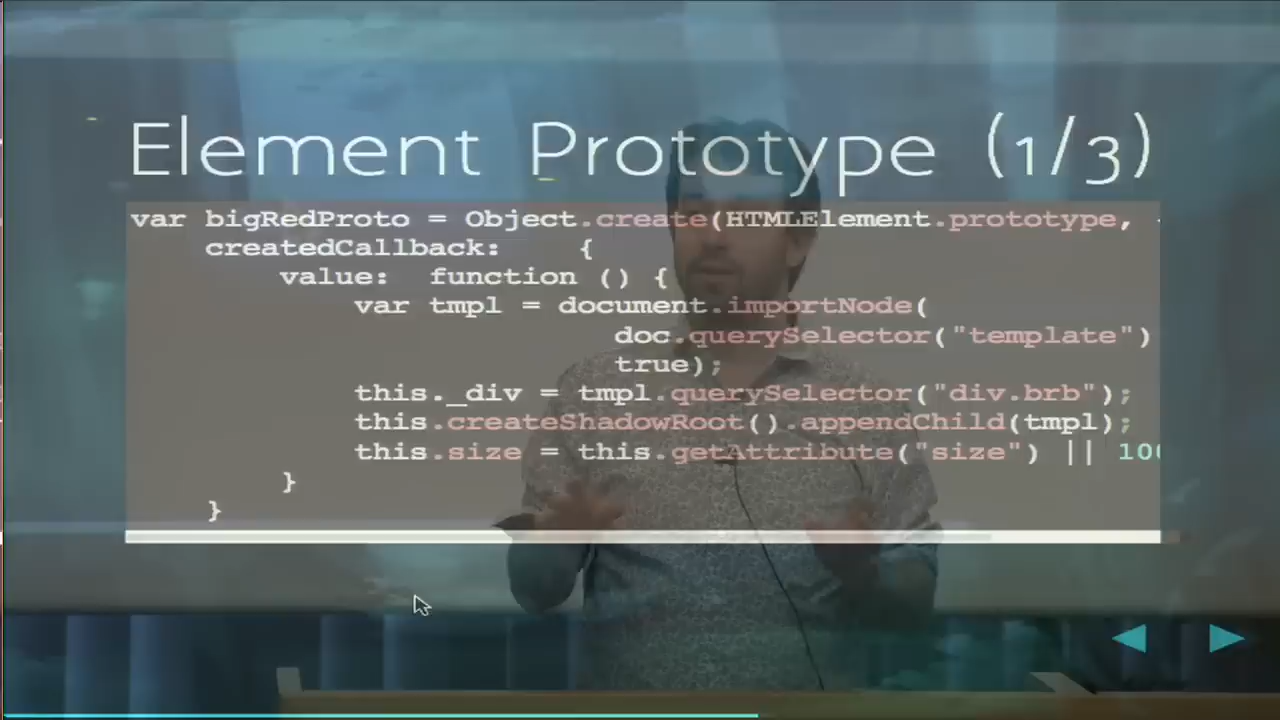 Element Prototype (1/3)
var bigRedProto = Object.create(HTMLElement.prototype,
createdCallback: {
value: function () {
var tmpl = document.importNode(
doc.querySelector("template")
true);
this._div = tmpl.querySelector("div.brb");
this.createShadowRoot().appendChild(tmpl);
this.size = this.getAttribute("size") || 100
}
}